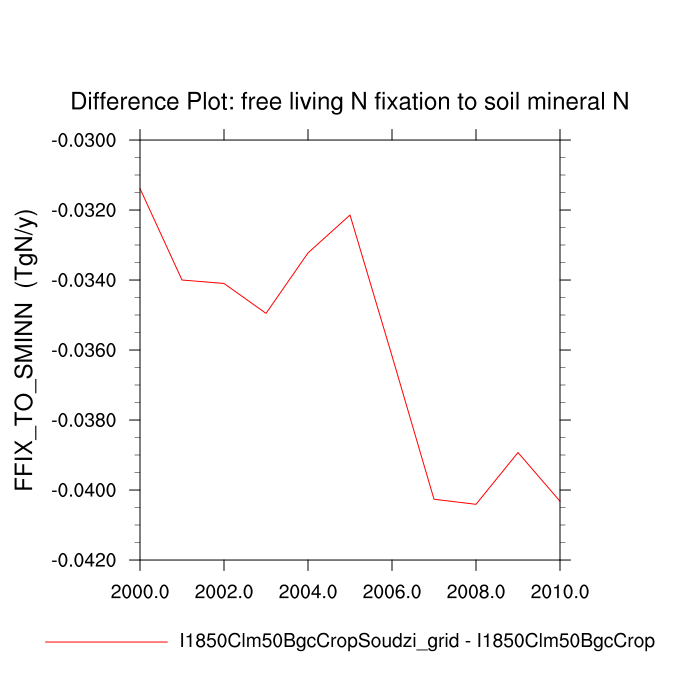 Difference Plot: free living N fixation to soil mineral N
FFIX_TO_SMINN  (TgN/y)
-0.0300
-0.0320
-0.0340
-0.0360
-0.0380
-0.0400
-0.0420
2000.0 2002.0 2004.0 2006.0 2008.0 2010.0
I1850Clm50BgcCropSoudzi_grid - I1850Clm50BgcCrop